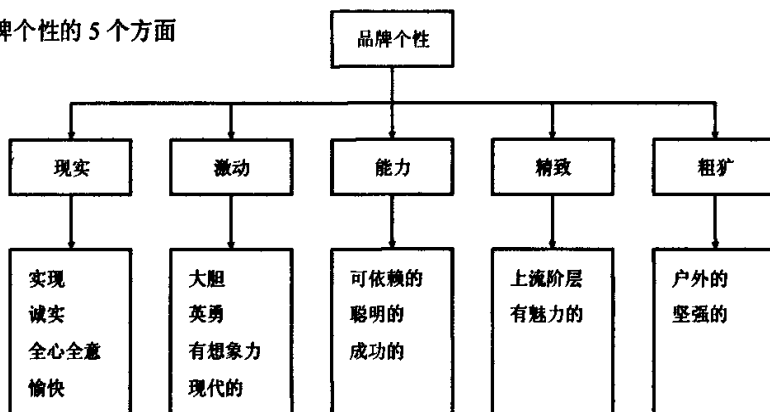 牌个性的 5 个方面
品牌个性
现实
激动
能力
精致
粗犷
实现
诚实
全心全意
愉快
大胆
英勇
有想象力
现代的
可依赖的
聪明的
成功的
上流阶层
有魅力的
户外的
坚强的